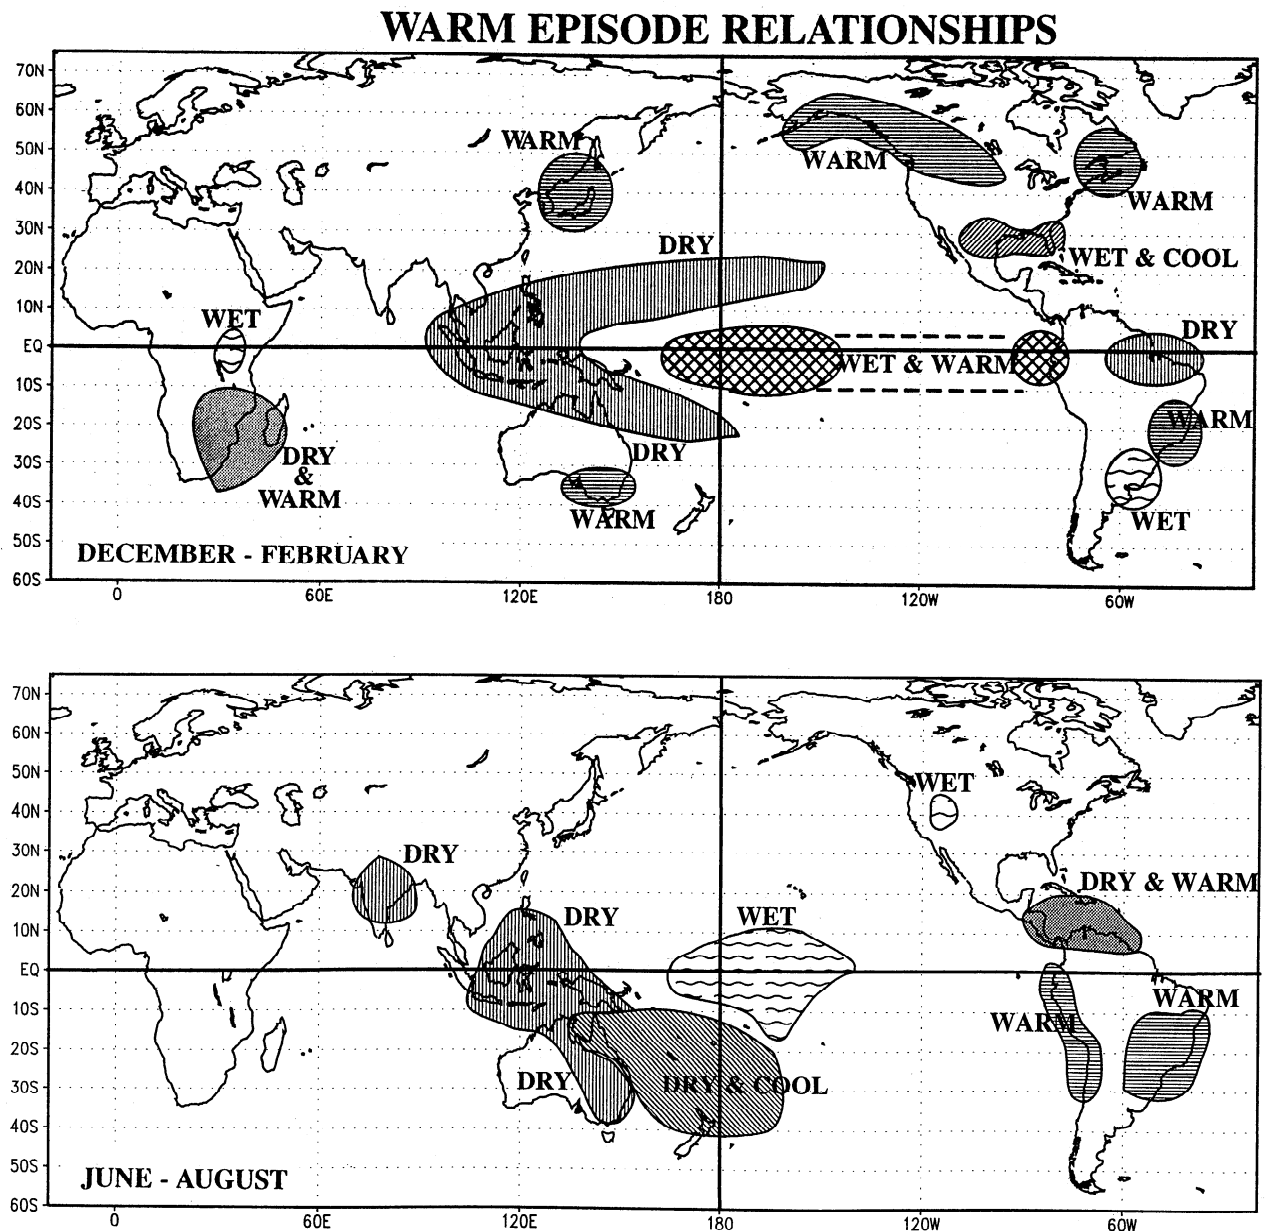 WARM EPISODE RELATIONSHIPS
70N
60N
50N
40N
30N
20N
10N
EQ
10S
20S
30S
40S
50S
60S
WARM
WARM
WARM
DRY
WET & COOL
WET
DRY
WET & WARM
WARM
DRY
&
WARM
DRY
WARM
WET
DECEMBER - FEBRUARY
0
60E
120E
180
120W
60W
70N
60N
50N
40N
30N
20N
10N
EQ
10S
20S
30S
40S
50S
60S
WET
DRY
DRY & WARM
DRY
WET
WARM
WARM
DRY
DRY & COOL
JUNE - AUGUST
0
60E
120E
180
120W
60W